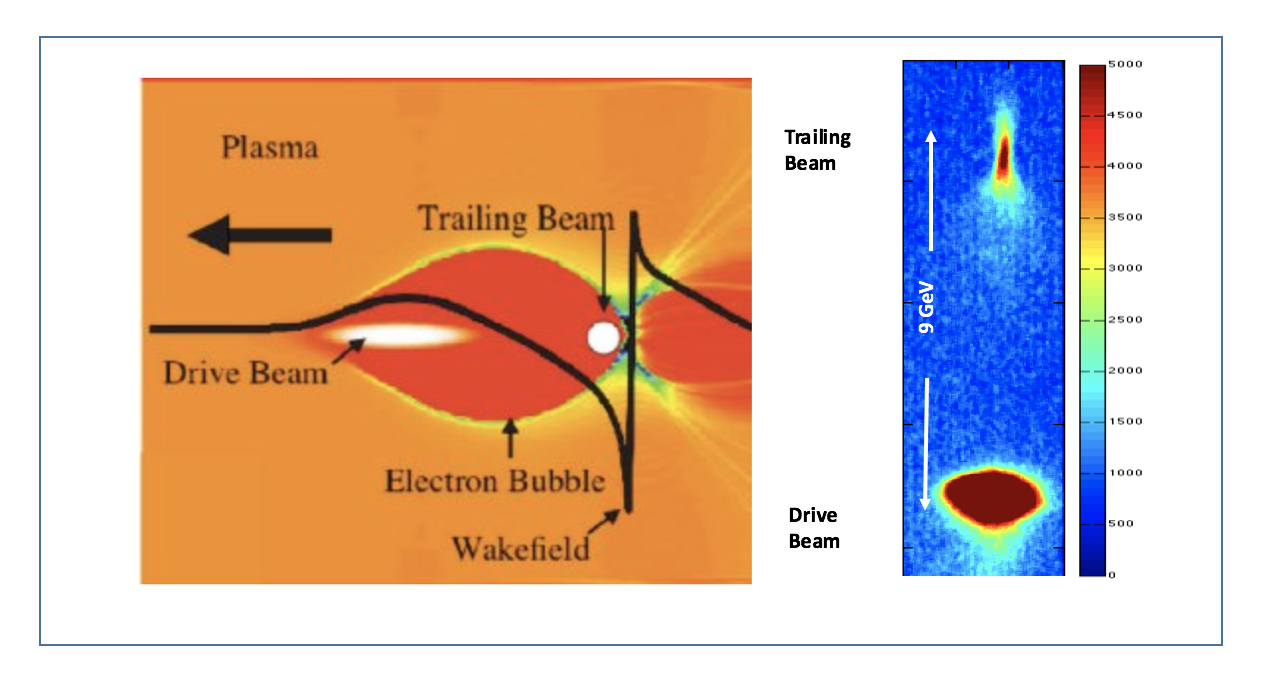 Plasma
Trailing Beam
Drive Beam
Electron Bubble
Wakefield
Trailing
Beam
9 GeV
Drive
Beam
5000
4500
4000
3500
3000
2500
2000
1500
1000
500
0